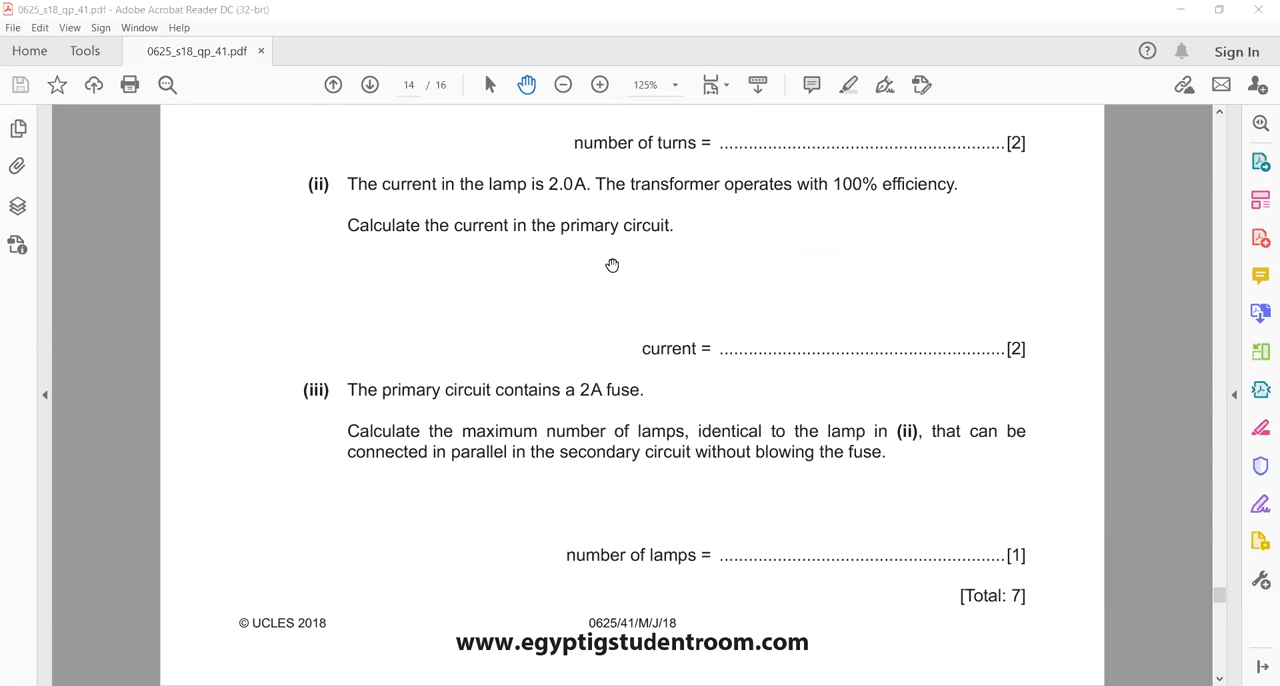 0625_s18_qp_41.pdf - Adobe Acrobat Reader DC (32-bit)
File Edit View Sign Window Help
Home Tools 0625_s18_qp_41.pdf × Sign In
14 / 16 125%
number of turns = ..........................................................[2]
(ii) The current in the lamp is 2.0 A. The transformer operates with 100% efficiency.
Calculate the current in the primary circuit.
current = ..........................................................[2]
(iii) The primary circuit contains a 2 A fuse.
Calculate the maximum number of lamps, identical to the lamp in (ii), that can be
connected in parallel in the secondary circuit without blowing the fuse.
number of lamps = ..........................................................[1]
[Total: 7]
© UCLES 2018 0625/41/M/J/18
www.egyptigstudentroom.com